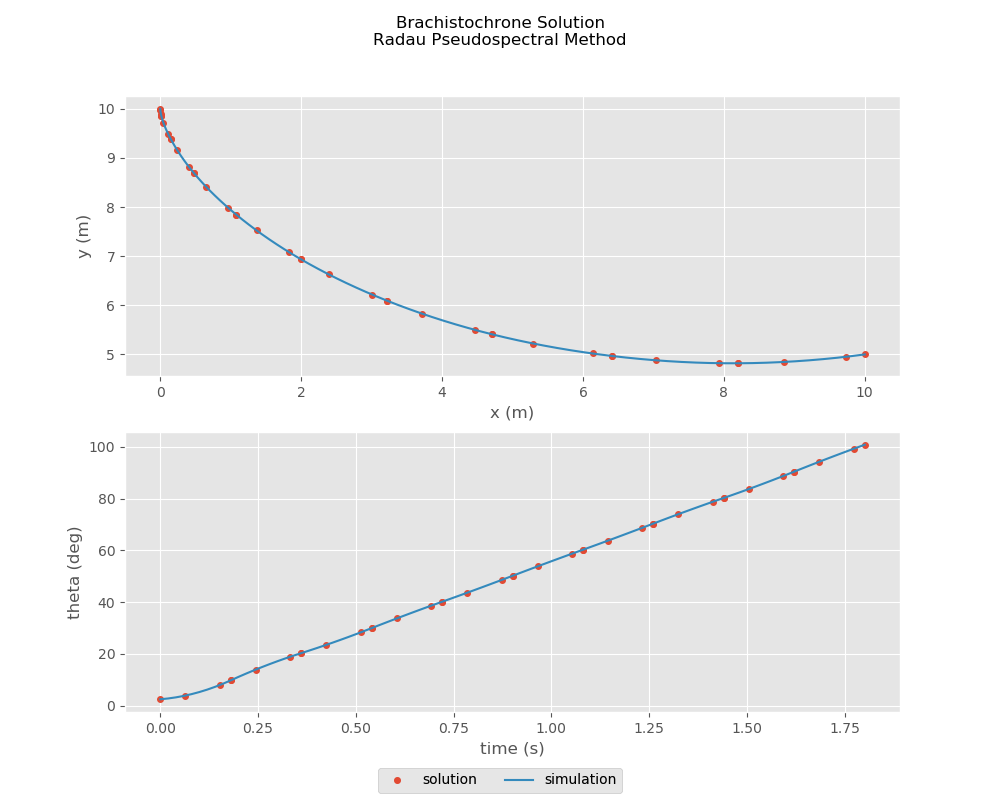 Brachistochrone Solution
Radau Pseudospectral Method
10
9
8
7
6
5
y (m)
0 2 4 6 8 10
x (m)
100
80
60
40
20
0
theta (deg)
0.00 0.25 0.50 0.75 1.00 1.25 1.50 1.75
time (s)
solution simulation